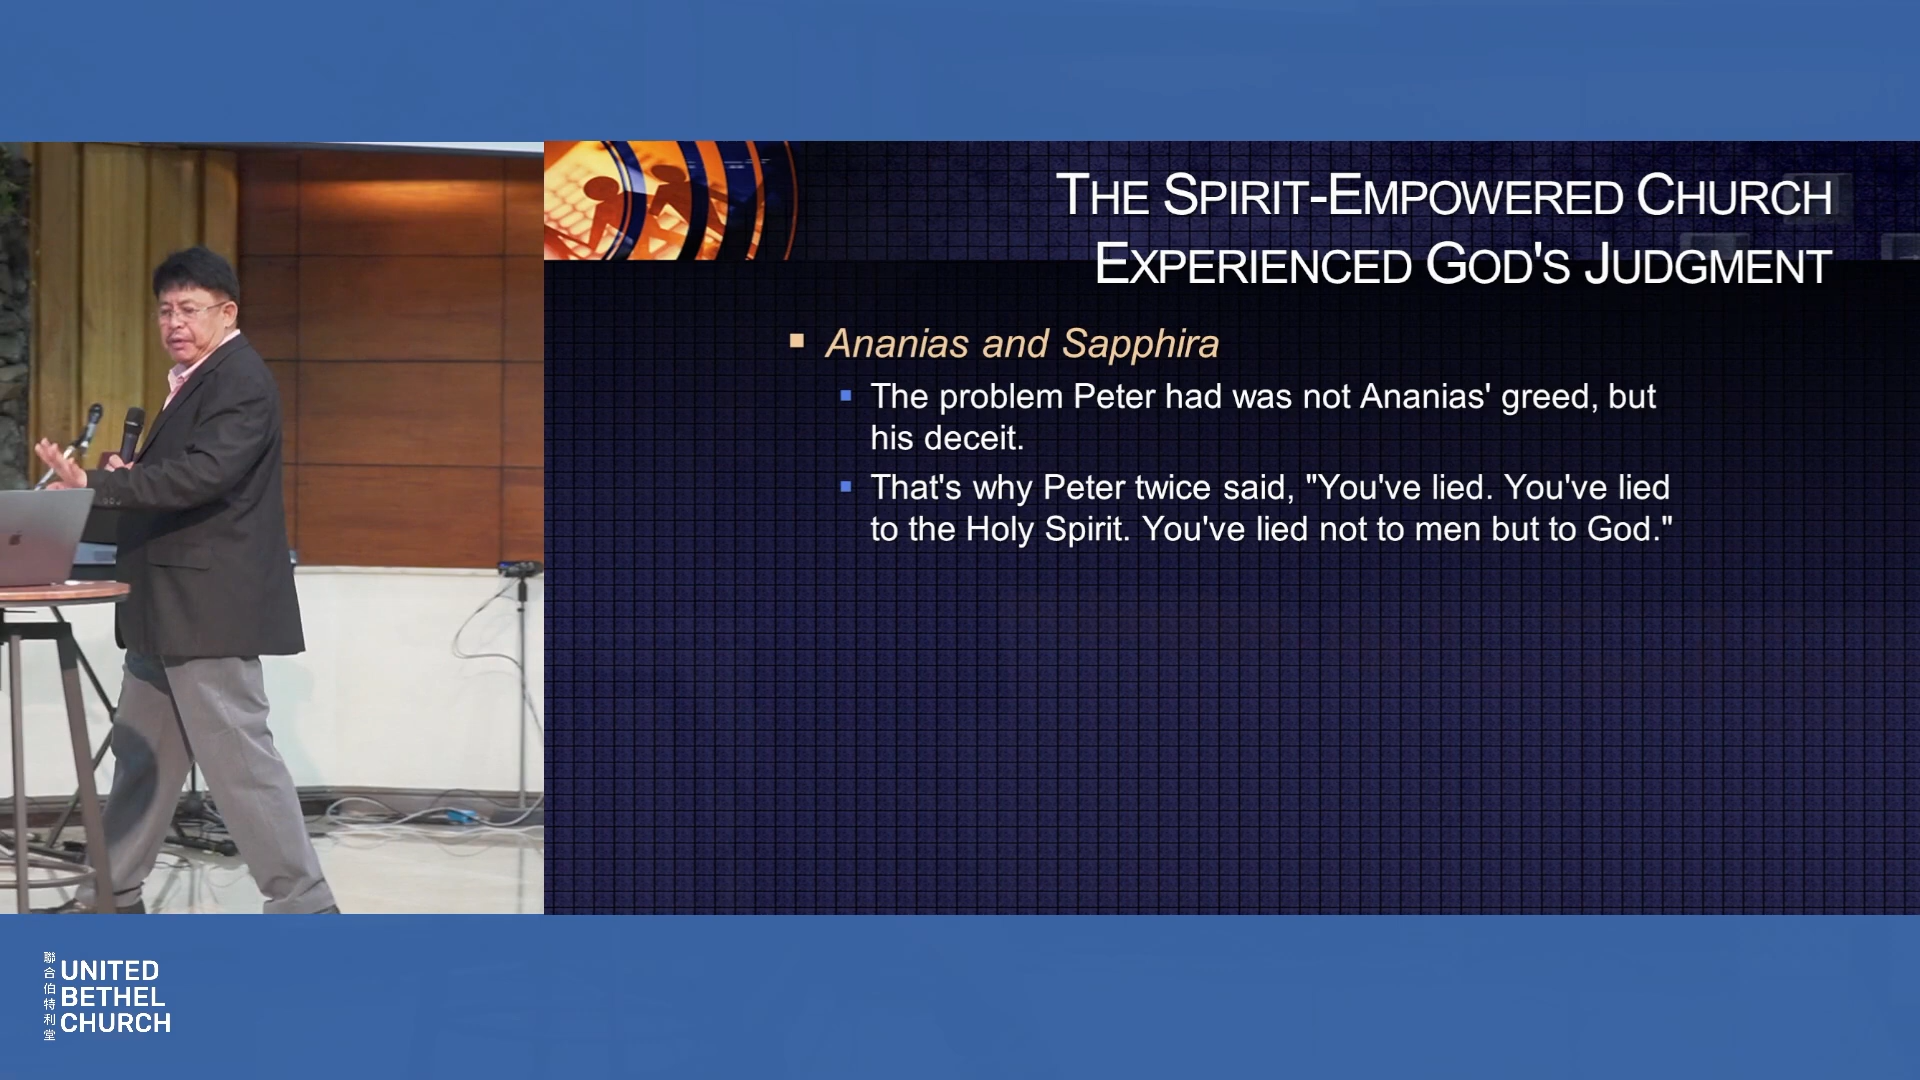 THE SPIRIT-EMPOWERED CHURCH
EXPERIENCED GOD'S JUDGMENT
Ananias and Sapphira
The problem Peter had was not Ananias' greed, but
his deceit.
That's why Peter twice said, "You've lied. You've lied
to the Holy Spirit. You've lied not to men but to God."
聯合伯特利堂
UNITED
BETHEL
CHURCH